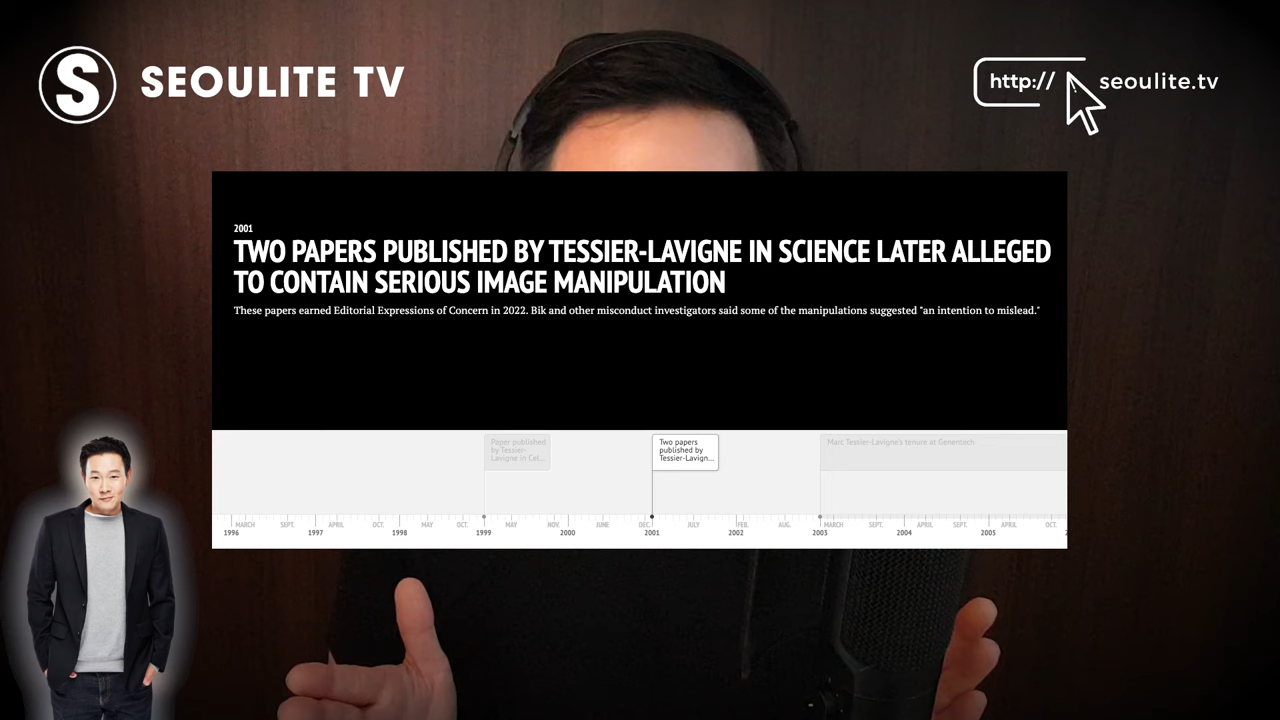 S
SEOULITE TV
http://
seoulite.tv
2001
TWO PAPERS PUBLISHED BY TESSIER-LAVIGNE IN SCIENCE LATER ALLEGED
TO CONTAIN SERIOUS IMAGE MANIPULATION
These papers earned Editorial Expressions of Concern in 2022. Bik and other misconduct investigators said some of the manipulations suggested "an intention to mislead."
Paper published
by Tessier-
Lavigne in Cel...
Two papers
published by
Tessier-Lavign...
Marc Tessier-Lavigne's tenure at Genentech
MARCH SEPT. APRIL OCT. MAY OCT. MAY NOV. JUNE DEC. JULY FEB. AUG. MARCH SEPT. APRIL SEPT. APRIL OCT.
1996 1997 1998 1999 2000 2001 2002 2003 2004 2005